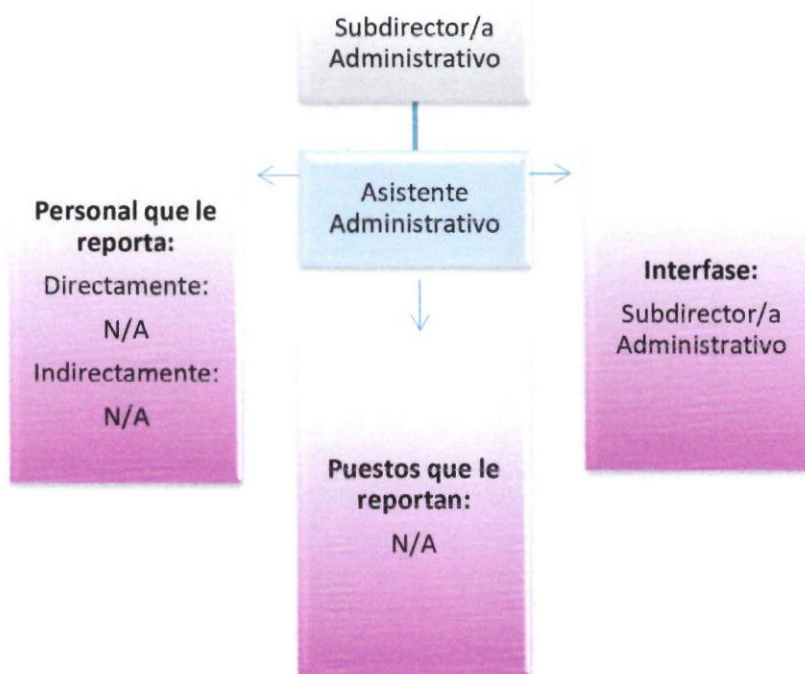 Subdirector/a
Administrativo
Asistente
Administrativo
Personal que le
reporta:
Directamente:
N/A
Indirectamente:
N/A
Puestos que le
reportan:
N/A
Interfase:
Subdirector/a
Administrativo